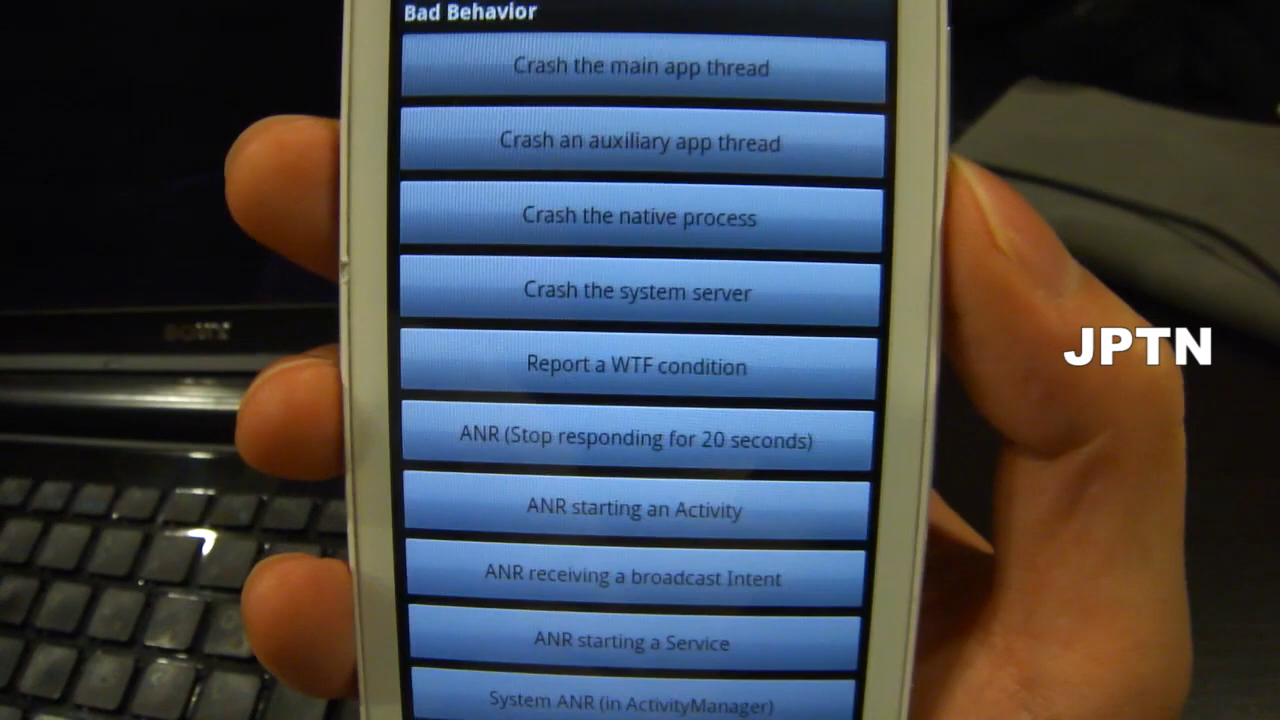 Bad Behavior
Crash the main app thread
Crash an auxiliary app thread
Crash the native process
Crash the system server
Report a WTF condition
JPTN
ANR (Stop responding for 20 seconds)
ANR starting an Activity
ANR receiving a broadcast Intent
ANR starting a Service
System ANR (in ActivityManager)